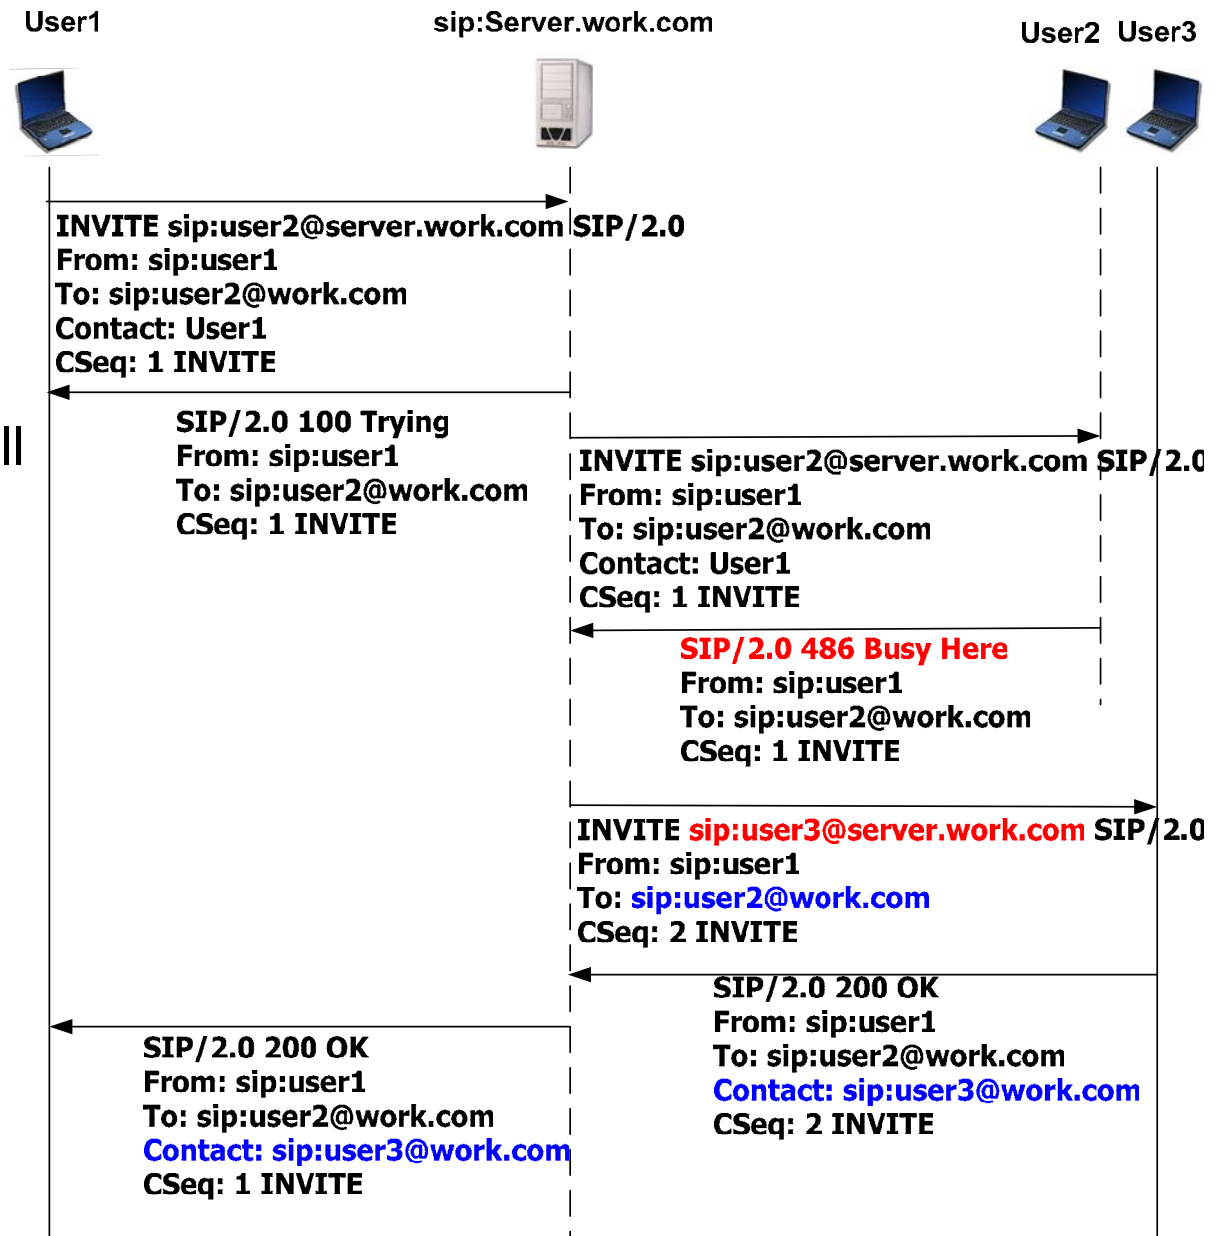 User1
sip:Server.work.com
User2 User3
INVITE sip:user2@server.work.com SIP/2.0
From: sip:user1
To: sip:user2@work.com
Contact: User1
CSeq: 1 INVITE
SIP/2.0 100 Trying
From: sip:user1
To: sip:user2@work.com
CSeq: 1 INVITE
ll
INVITE sip:user2@server.work.com SIP/2.0
From: sip:user1
To: sip:user2@work.com
Contact: User1
CSeq: 1 INVITE
SIP/2.0 486 Busy Here
From: sip:user1
To: sip:user2@work.com
CSeq: 1 INVITE
INVITE sip:user3@server.work.com SIP/2.0
From: sip:user1
To: sip:user2@work.com
CSeq: 2 INVITE
SIP/2.0 200 OK
From: sip:user1
To: sip:user2@work.com
Contact: sip:user3@work.com
CSeq: 2 INVITE
SIP/2.0 200 OK
From: sip:user1
To: sip:user2@work.com
Contact: sip:user3@work.com
CSeq: 1 INVITE